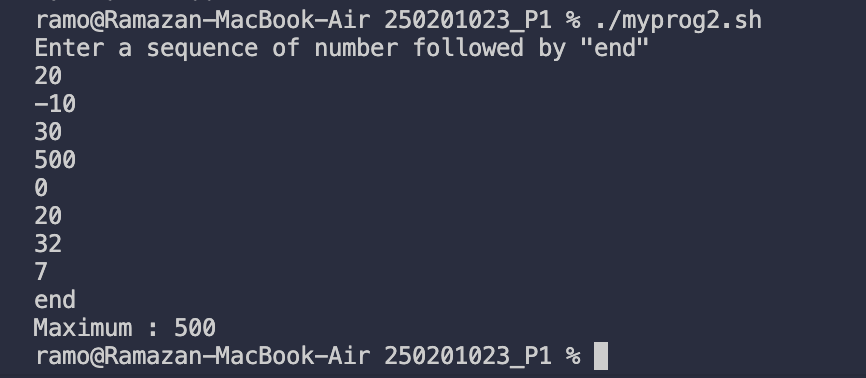 ramo@Ramazan-MacBook-Air 250201023_P1 % ./myprog2.sh
Enter a sequence of number followed by "end"
20
-10
30
500
0
20
32
7
end
Maximum : 500
ramo@Ramazan-MacBook-Air 250201023_P1 %